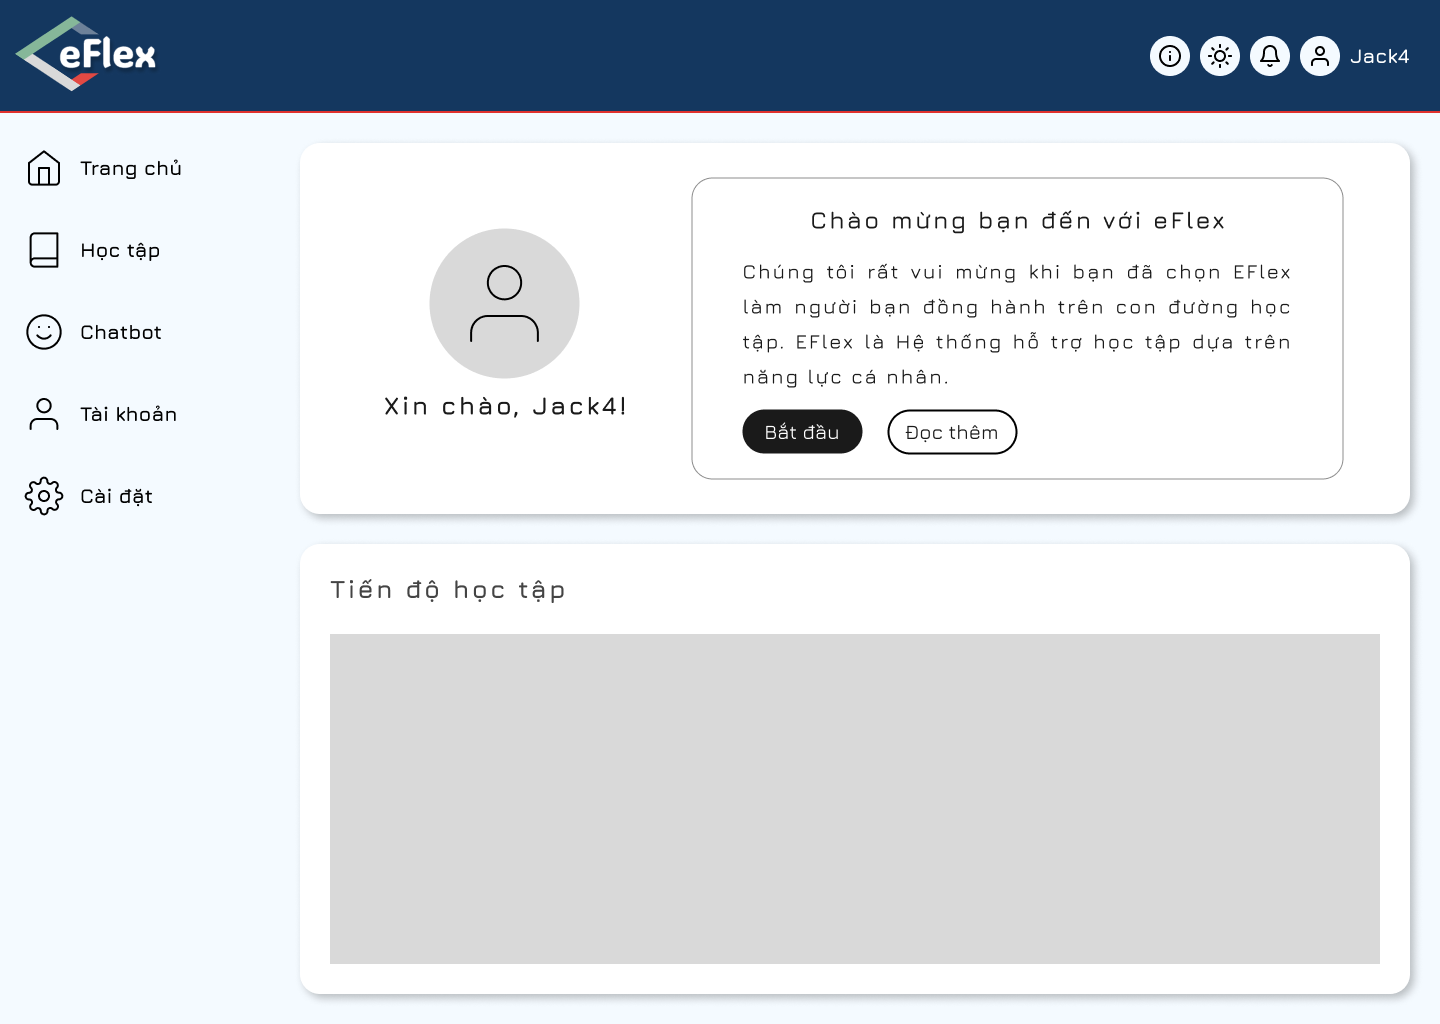 eFlex
Jack4
Trang chủ
Học tập
Chatbot
Tài khoản
Cài đặt
Xin chào, Jack4!
Chào mừng bạn đến với eFlex
Chúng tôi rất vui mừng khi bạn đã chọn EFlex
làm người bạn đồng hành trên con đường học
tập. EFlex là Hệ thống hỗ trợ học tập dựa trên
năng lực cá nhân.
Bắt đầu
Đọc thêm
Tiến độ học tập